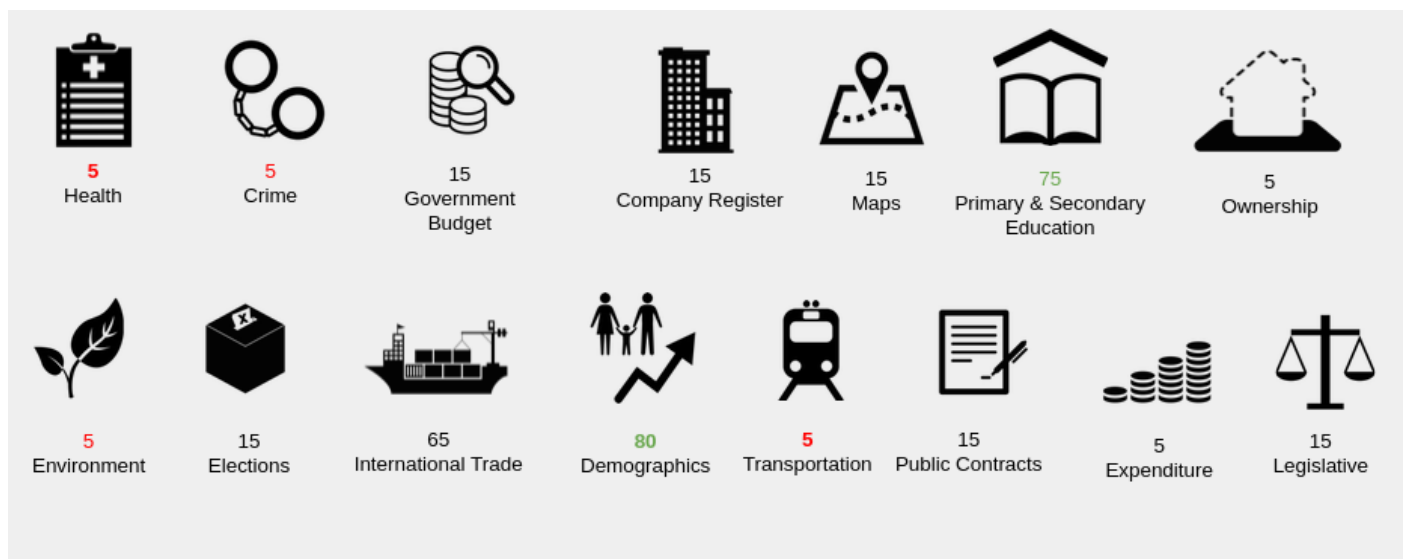 5
Health
5
Crime
15
Government
Budget
15
Company Register
15
Maps
75
Primary & Secondary
Education
5
Ownership
5
Environment
x
15
Elections
65
International Trade
80
Demographics
5
Transportation
15
Public Contracts
5
Expenditure
15
Legislative